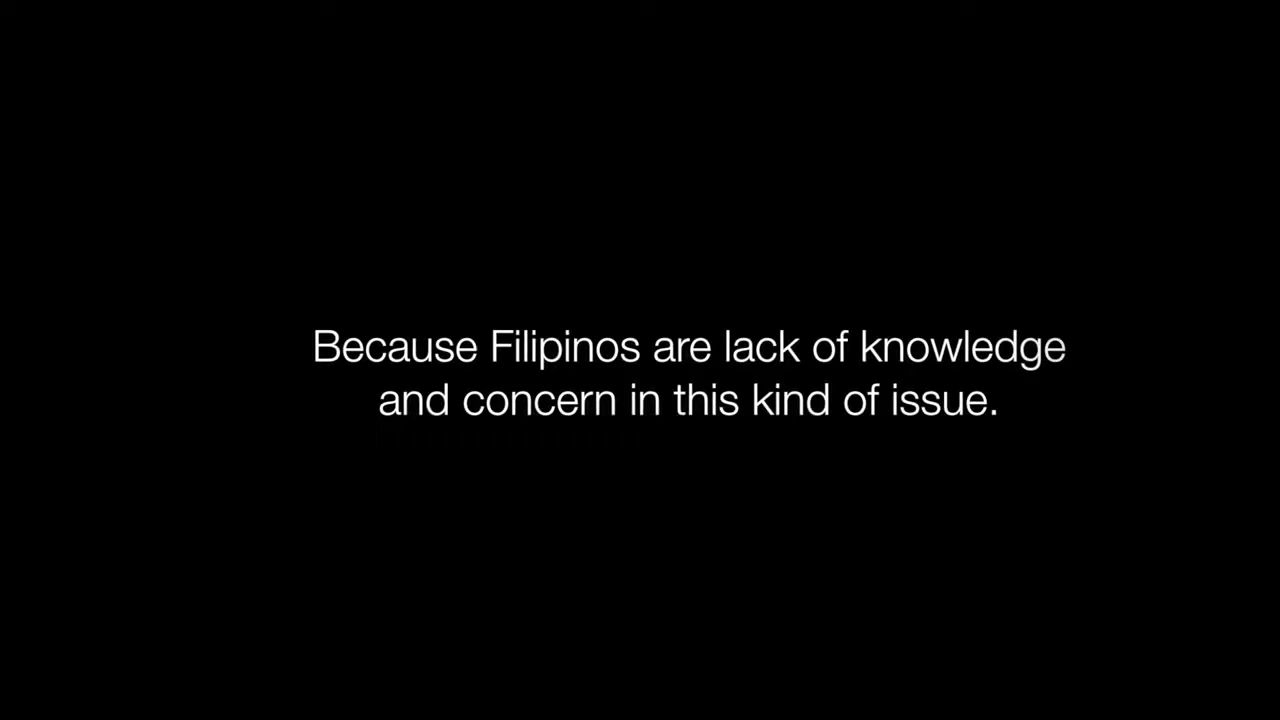 Because Filipinos are lack of knowledge
and concern in this kind of issue.